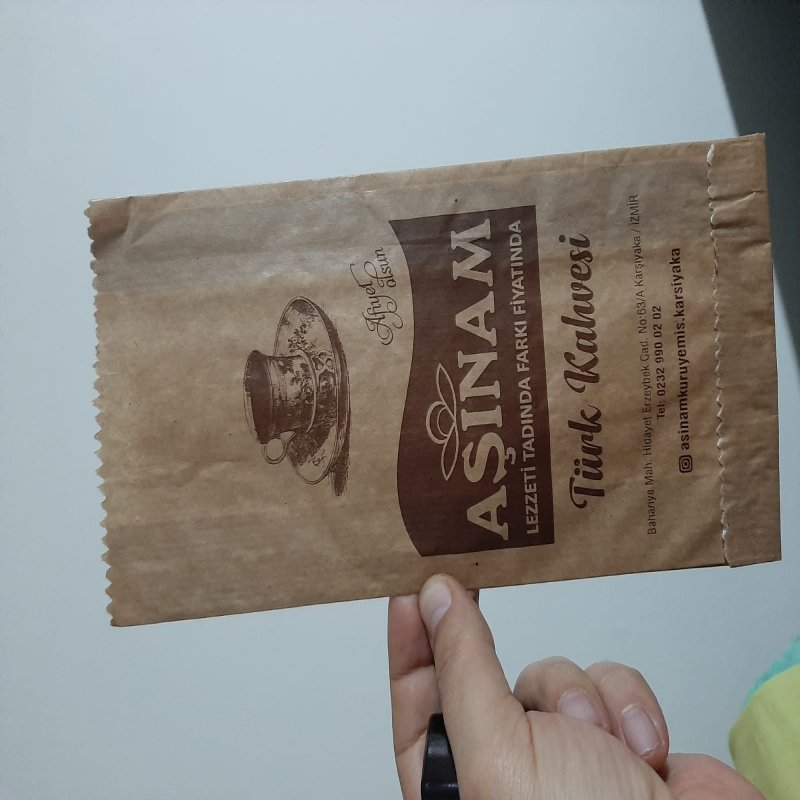 Afiyet
olsun
AŞINAM
LEZZETİ TADINDA FARKI FİYATINDA
Türk Kahvesi
Bahariye Mah. Hidayet Erzeybek Cad. No:63/A Karşıyaka / İZMİR
Tel: 0232 990 02 02
asinamkuruyemis.karsiyaka